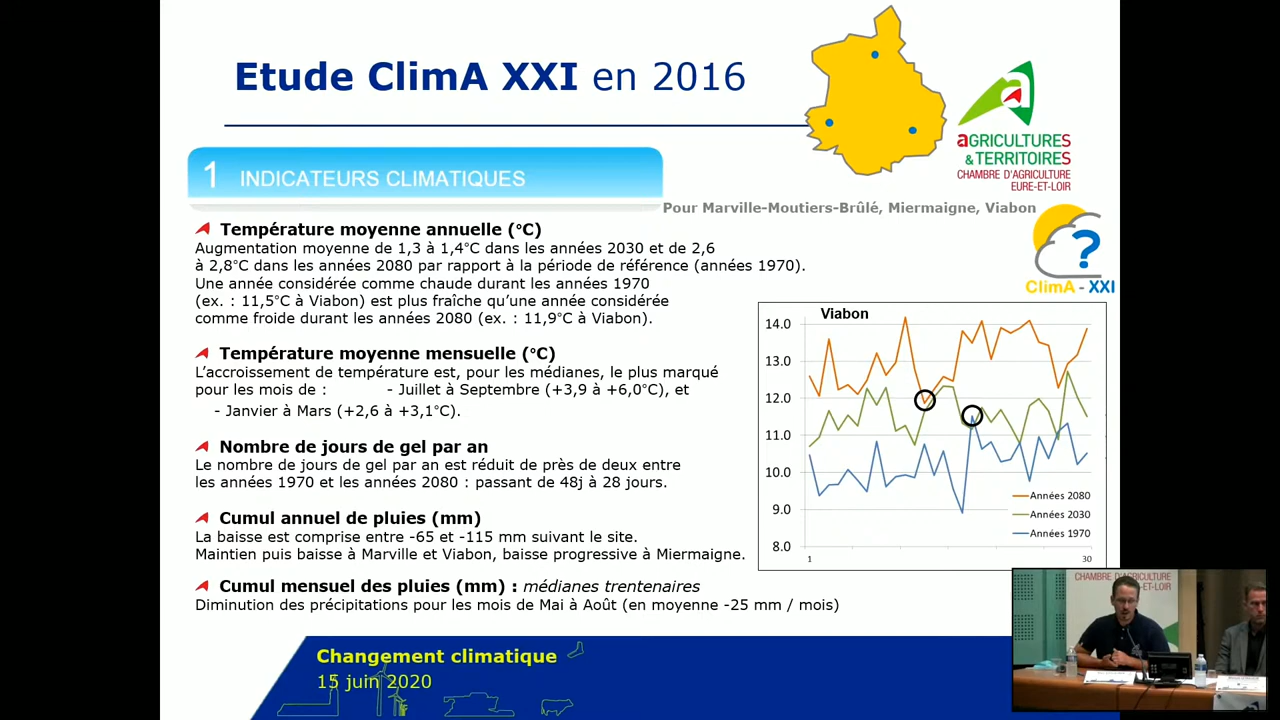 Etude ClimA XXI en 2016
aGRICULTURES
& TERRITOIRES
CHAMBRE D'AGRICULTURE
EURE-ET-LOIR
1 INDICATEURS CLIMATIQUES
Pour Marville-Moutiers-Brûlé, Miermaigne, Viabon
?
ClimA - XXI
Température moyenne annuelle (°C)
Augmentation moyenne de 1,3 à 1,4°C dans les années 2030 et de 2,6
à 2,8°C dans les années 2080 par rapport à la période de référence (années 1970).
Une année considérée comme chaude durant les années 1970
(ex. : 11,5°C à Viabon) est plus fraîche qu'une année considérée
comme froide durant les années 2080 (ex. : 11,9°C à Viabon).
Température moyenne mensuelle (°C)
L'accroissement de température est, pour les médianes, le plus marqué
pour les mois de : - Juillet à Septembre (+3,9 à +6,0°C), et
- Janvier à Mars (+2,6 à +3,1°C).
Nombre de jours de gel par an
Le nombre de jours de gel par an est réduit de près de deux entre
les années 1970 et les années 2080 : passant de 48j à 28 jours.
Cumul annuel de pluies (mm)
La baisse est comprise entre -65 et -115 mm suivant le site.
Maintien puis baisse à Marville et Viabon, baisse progressive à Miermaigne.
Cumul mensuel des pluies (mm) : médianes trentenaires
Diminution des précipitations pour les mois de Mai à Août (en moyenne -25 mm / mois)
Viabon
14.0
13.0
12.0
11.0
10.0
9.0
8.0
1 30
Années 2080
Années 2030
Années 1970
Changement climatique
15 juin 2020
CHAMBRE D'AGRICULTURE
EURE-ET-LOIR